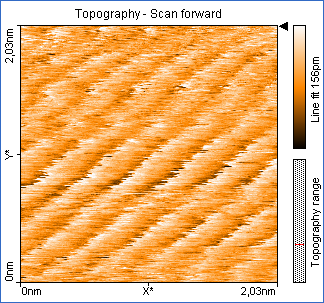 Topography - Scan forward
2,03nm
Y*
0nm
0nm
X*
2,03nm
Line fit 156pm
Topography range